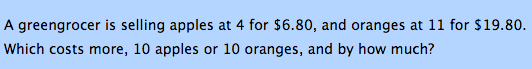 A greengrocer is selling apples at 4 for $6.80, and oranges at 11 for $19.80.
Which costs more, 10 apples or 10 oranges, and by how much?